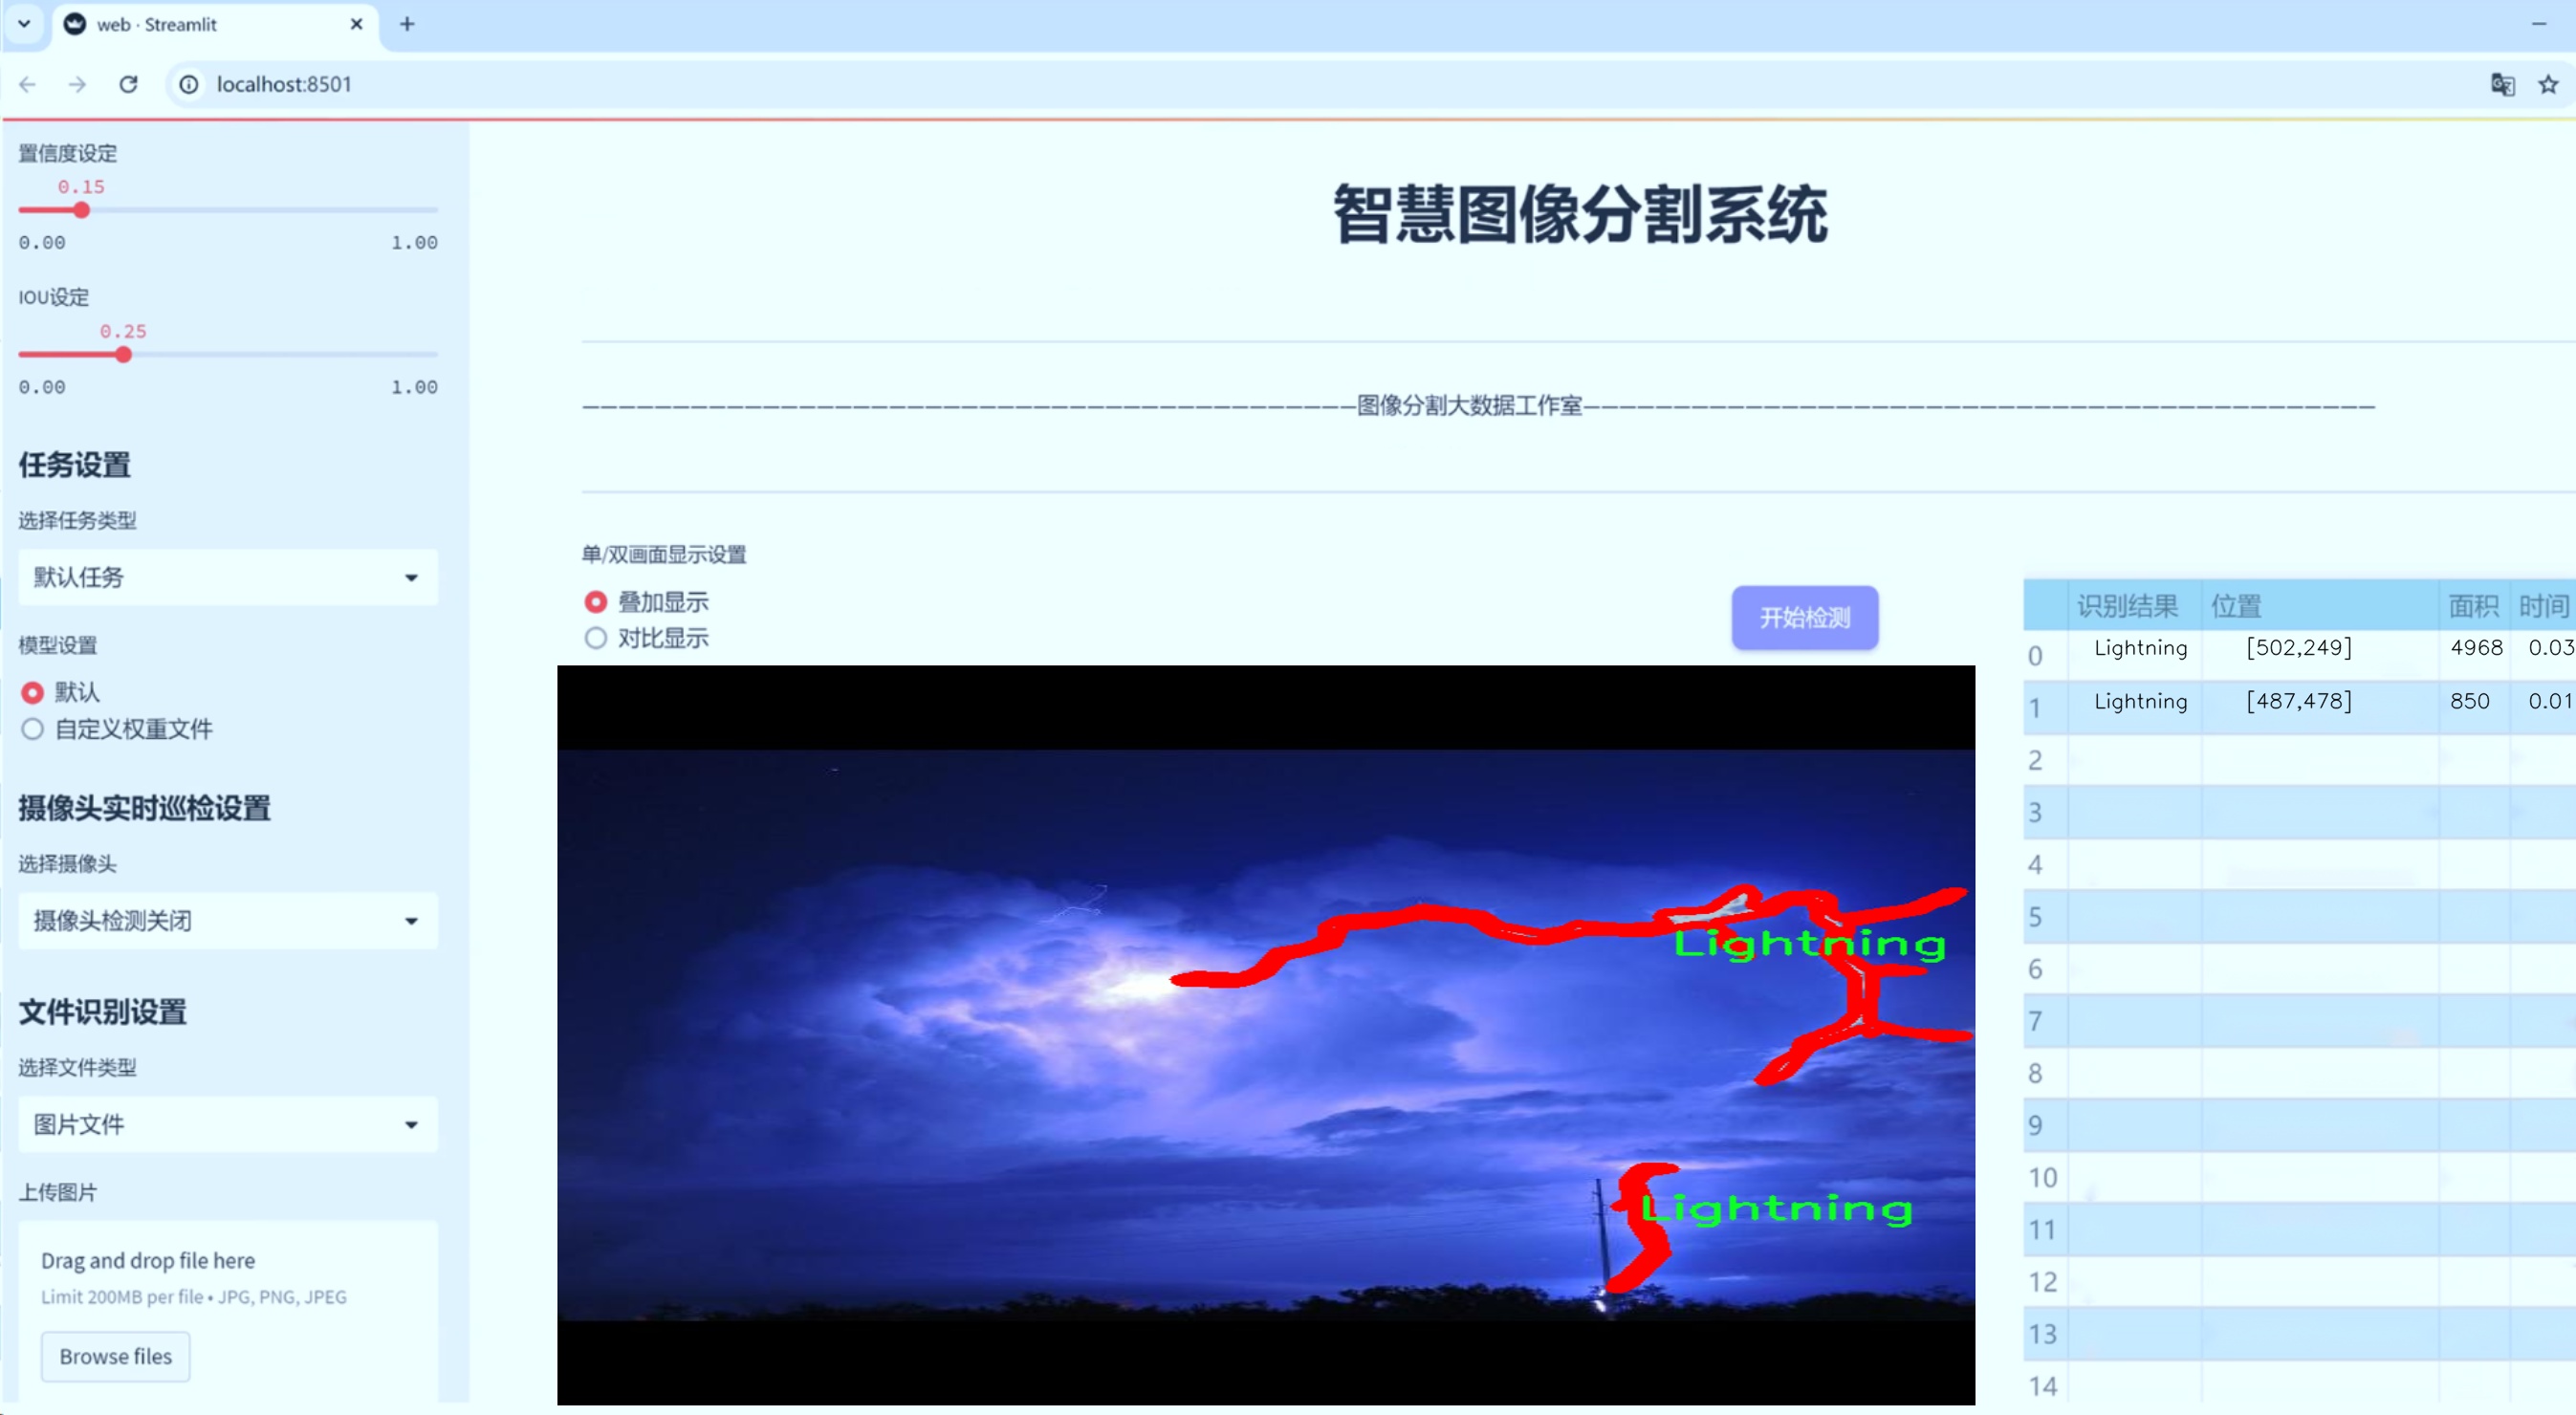 web · Streamlit
localhost:8501
置信度设定
0.15
0.00 1.00
IOU设定
0.25
0.00 1.00
任务设置
选择任务类型
默认任务
模型设置
默认
自定义权重文件
摄像头实时巡检设置
选择摄像头
摄像头检测关闭
文件识别设置
选择文件类型
图片文件
上传图片
Drag and drop file here
Limit 200MB per file • JPG, PNG, JPEG
Browse files
智慧图像分割系统
图像分割大数据工作室
单/双画面显示设置
叠加显示
对比显示
开始检测
Lightning
Lightning
识别结果 位置 面积 时间
0 Lightning [502,249] 4968 0.03
1 Lightning [487,478] 850 0.01
2
3
4
5
6
7
8
9
10
11
12
13
14